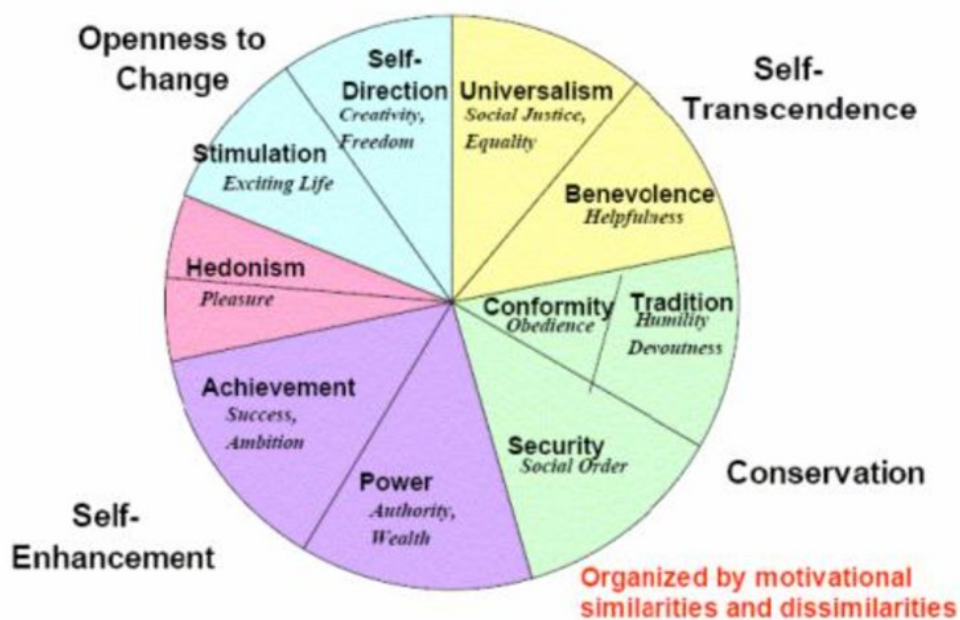 Openness to
Change
Self-
Direction
Creativity,
Freedom
Universalism
Social Justice,
Equality
Self-
Transcendence
Stimulation
Exciting Life
Benevolence
Helpfulness
Hedonism
Pleasure
Conformity
Obedience
Tradition
Humility
Devoutness
Achievement
Success,
Ambition
Security
Social Order
Power
Authority,
Wealth
Conservation
Self-
Enhancement
Organized by motivational
similarities and dissimilarities